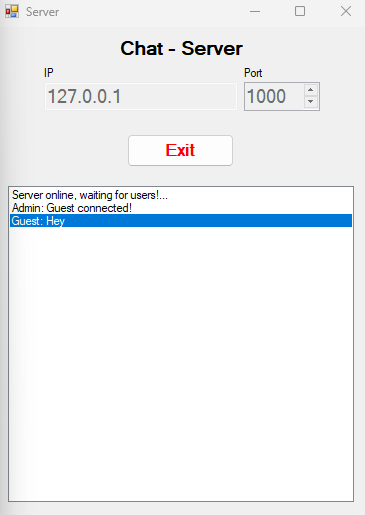 Server
Chat - Server
IP Port
127.0.0.1 1000
Exit
Server online, waiting for users!...
Admin: Guest connected!
Guest: Hey